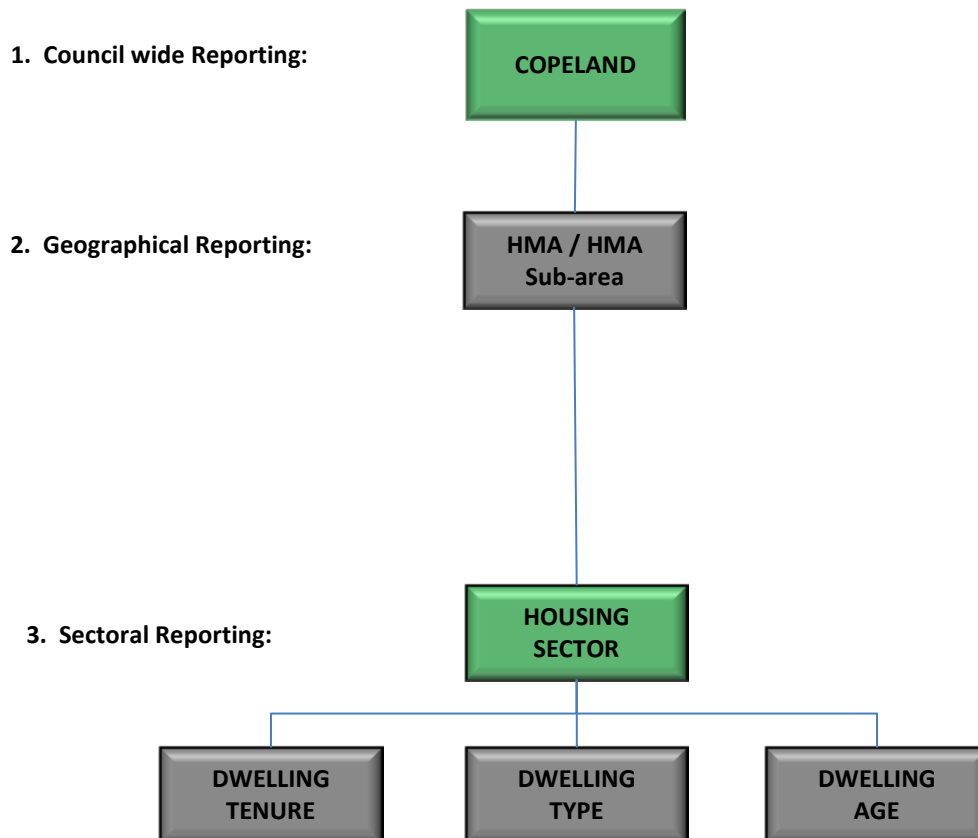 1. Council wide Reporting:
COPELAND
2. Geographical Reporting:
HMA / HMA
Sub-area
3. Sectoral Reporting:
HOUSING
SECTOR
DWELLING
TENURE
DWELLING
TYPE
DWELLING
AGE